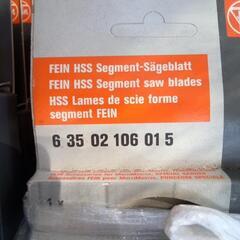 FEIN HSS Segment-Sägeblatt
FEIN HSS Segment saw blades
HSS Lames de scie forme
segment FEIN
6 35 02 106 01 5
1 x